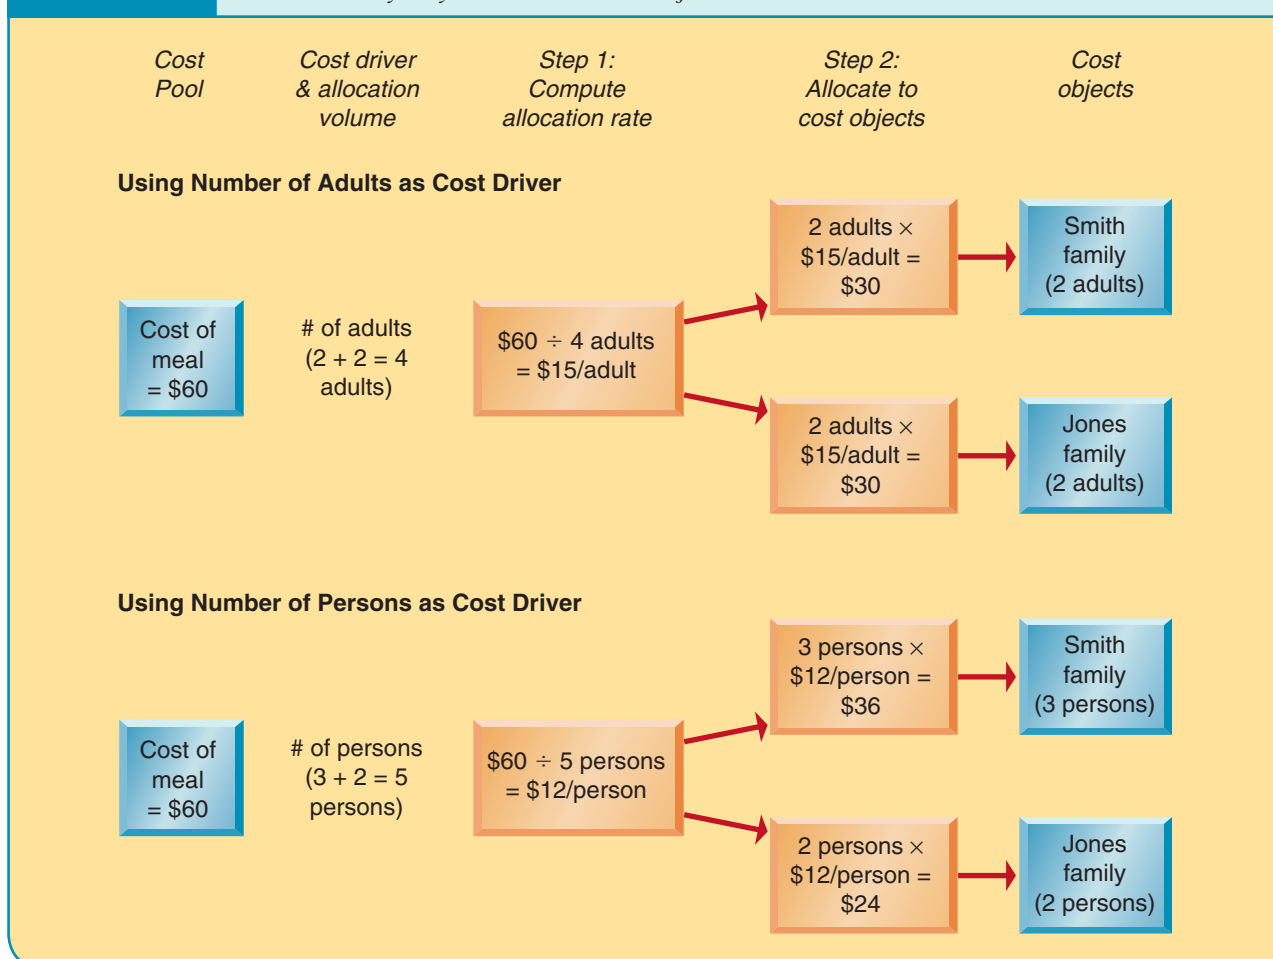 Cost
Pool
Cost driver
& allocation
volume
Step 1:
Compute
allocation rate
Step 2:
Allocate to
cost objects
Cost
objects
Using Number of Adults as Cost Driver
Cost of
meal
= $60
# of adults
(2 + 2 = 4
adults)
$60 ÷ 4 adults
= $15/adult
2 adults ×
$15/adult =
$30
Smith
family
(2 adults)
2 adults ×
$15/adult =
$30
Jones
family
(2 adults)
Using Number of Persons as Cost Driver
Cost of
meal
= $60
# of persons
(3 + 2 = 5
persons)
$60 ÷ 5 persons
= $12/person
3 persons ×
$12/person =
$36
Smith
family
(3 persons)
2 persons ×
$12/person =
$24
Jones
family
(2 persons)